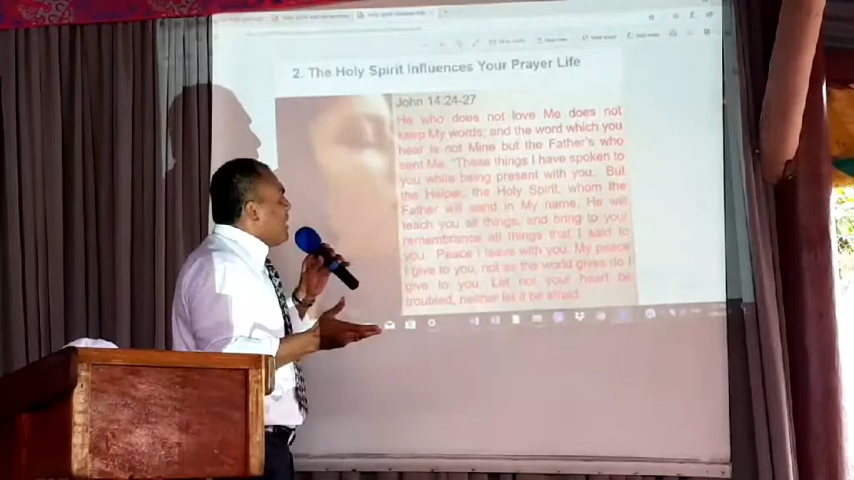 2. The Holy Spirit Influences Your Prayer Life
John 14:24-27
He who does not love Me does not
keep My words; and the word which you
hear is not Mine but the Father's who
sent Me. "These things I have spoken to
you while being present with you. But
the Helper, the Holy Spirit, whom the
Father will send in My name, He will
teach you all things, and bring to your
remembrance all things that I said to
you. Peace I leave with you, My peace
I give to you; not as the world gives do I
give to you. Let not your heart be
troubled, neither let it be afraid.